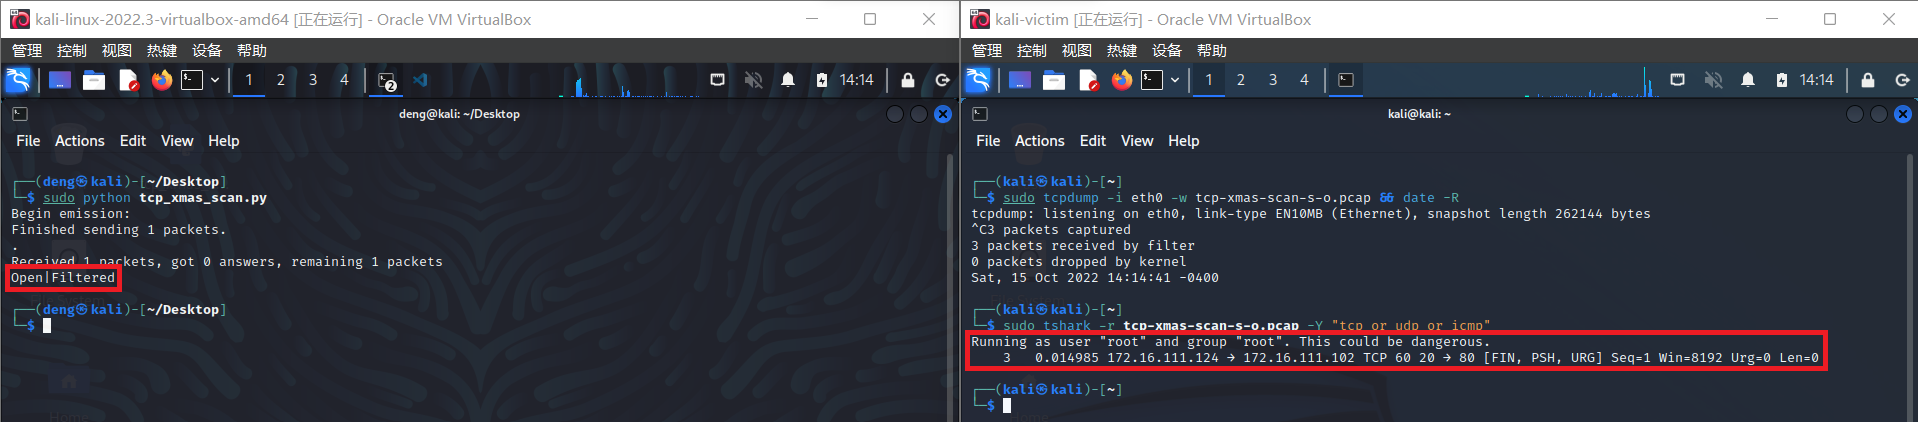 kali-linux-2022.3-virtualbox-amd64 [正在运行] - Oracle VM VirtualBox
管理 控制 视图 热键 设备 帮助
1 2 3 4 2 14:14
deng@kali: ~/Desktop
File Actions Edit View Help
┌──(deng㉿kali)-[~/Desktop]
└─$ sudo python tcp_xmas_scan.py
Begin emission:
Finished sending 1 packets.
.
Received 1 packets, got 0 answers, remaining 1 packets
Open|Filtered
┌──(deng㉿kali)-[~/Desktop]
└─$
kali-victim [正在运行] - Oracle VM VirtualBox
管理 控制 视图 热键 设备 帮助
1 2 3 4 14:14
kali@kali: ~
File Actions Edit View Help
┌──(kali㉿kali)-[~]
└─$ sudo tcpdump -i eth0 -w tcp-xmas-scan-s-o.pcap && date -R
tcpdump: listening on eth0, link-type EN10MB (Ethernet), snapshot length 262144 bytes
^C3 packets captured
3 packets received by filter
0 packets dropped by kernel
Sat, 15 Oct 2022 14:14:41 -0400
┌──(kali㉿kali)-[~]
└─$ sudo tshark -r tcp-xmas-scan-s-o.pcap -Y "tcp or udp or icmp"
Running as user "root" and group "root". This could be dangerous.
3 0.014985 172.16.111.124 → 172.16.111.102 TCP 60 20 → 80 [FIN, PSH, URG] Seq=1 Win=8192 Urg=0 Len=0
┌──(kali㉿kali)-[~]
└─$